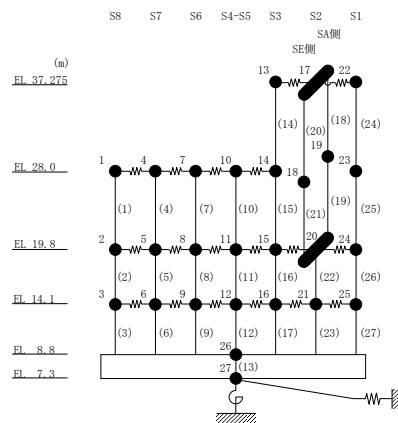 S8 S7 S6 S4-S5 S3 S2 S1
SA側
SE側
(m)
13 17 22
EL 37.275
(14) (20) (18) (24)
19
1 4 7 10 14 18 23
EL 28.0
(1) (4) (7) (10) (15) (21) (19) (25)
2 5 8 11 15 20 24
EL 19.8
(2) (5) (8) (11) (16) (22) (26)
3 6 9 12 16 21 25
EL 14.1
(3) (6) (9) (12) (17) (23) (27)
26
EL 8.8
27 (13)
EL 7.3